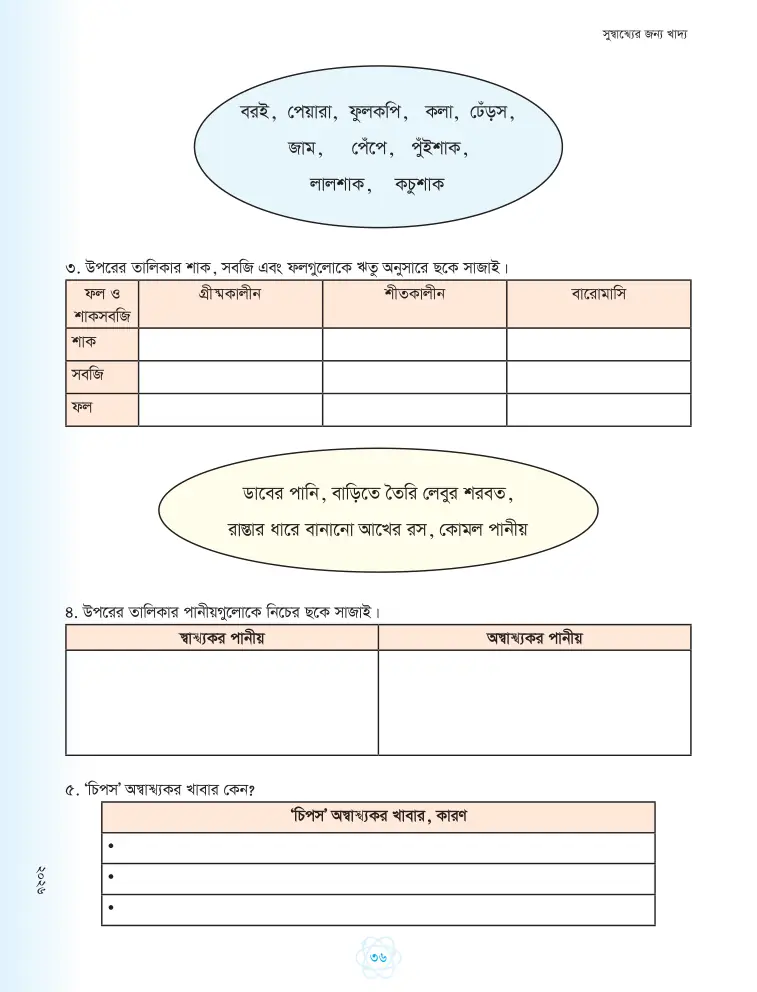 সুস্বাস্থ্যের জন্য খাদ্য
বরই, পেয়ারা, ফুলকপি, কলা, ঢেঁড়স,
জাম, পেঁপে, পুঁইশাক,
লালশাক, কচুশাক
৩. উপরের তালিকার শাক, সবজি এবং ফলগুলোকে ঋতু অনুসারে ছকে সাজাই।
ফল ও শাকসবজি গ্রীষ্মকালীন শীতকালীন বারোমাসি
শাক
সবজি
ফল
ডাবের পানি, বাড়িতে তৈরি লেবুর শরবত,
রাস্তার ধারে বানানো আখের রস, কোমল পানীয়
৪. উপরের তালিকার পানীয়গুলোকে নিচের ছকে সাজাই।
স্বাস্থ্যকর পানীয় অস্বাস্থ্যকর পানীয়
৫. ‘চিপস’ অস্বাস্থ্যকর খাবার কেন?
‘চিপস’ অস্বাস্থ্যকর খাবার, কারণ
•
•
•
২০২৫
৩৬